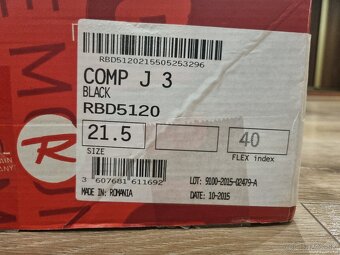 RBD5120215505253296
COMP J 3
BLACK
RBD5120
21.5
40
SIZE
FLEX index
3 607681 611692
LOT: 9100-2015-02479-A
MADE IN: ROMANIA
DATE: 10-2015